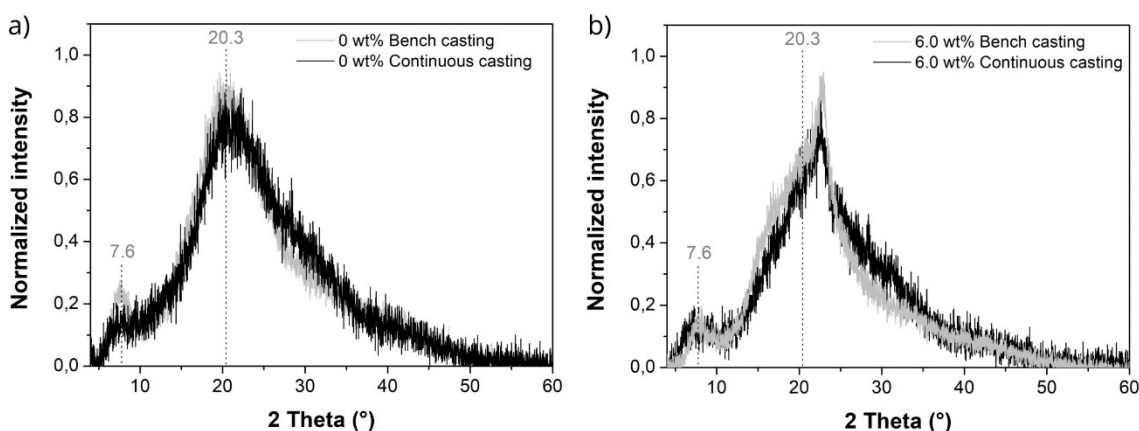 a)
20.3
0 wt% Bench casting
0 wt% Continuous casting
7.6
Normalized intensity
1,0
0,8
0,6
0,4
0,2
0,0
10 20 30 40 50 60
2 Theta (°)
b)
20.3
6.0 wt% Bench casting
6.0 wt% Continuous casting
7.6
Normalized intensity
1,0
0,8
0,6
0,4
0,2
0,0
10 20 30 40 50 60
2 Theta (°)